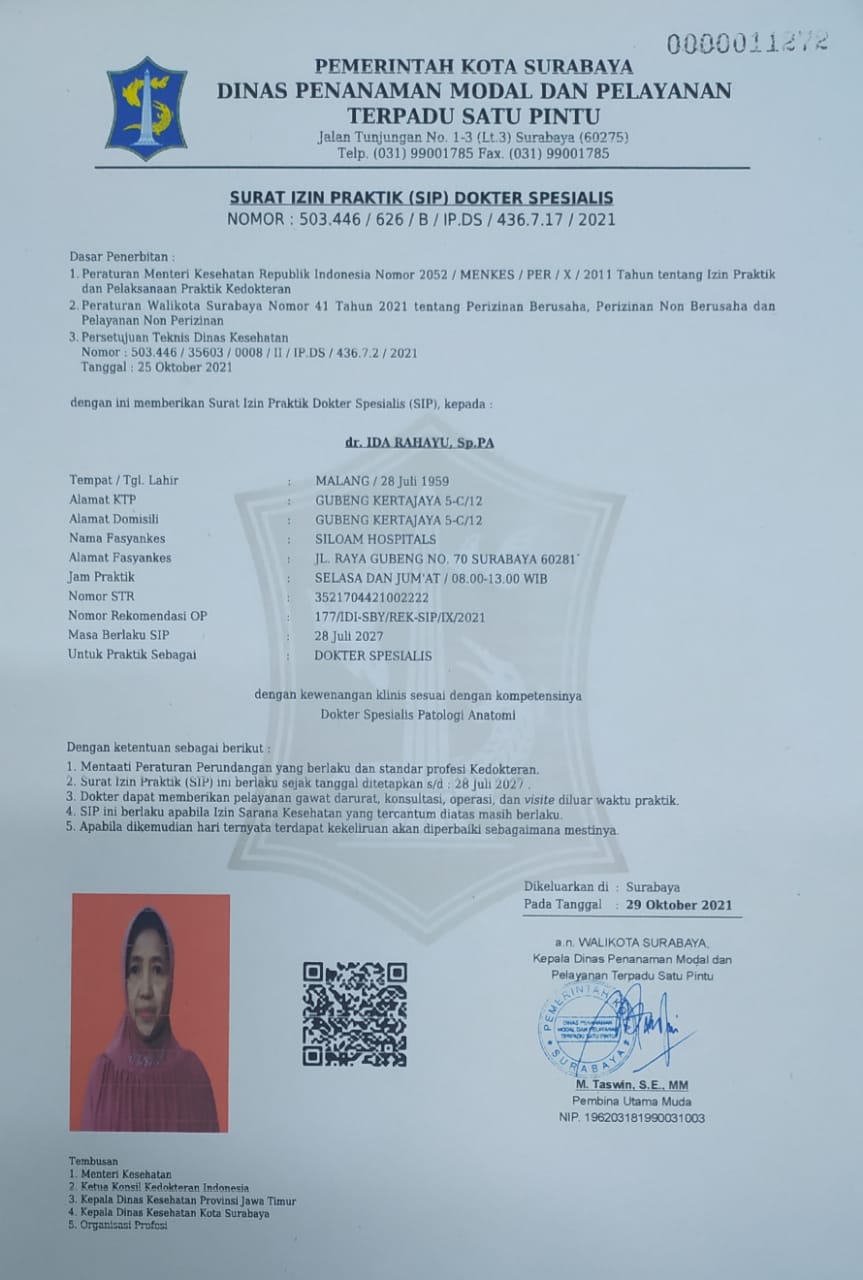 0000011272
PEMERINTAH KOTA SURABAYA
DINAS PENANAMAN MODAL DAN PELAYANAN
TERPADU SATU PINTU
Jalan Tunjungan No. 1-3 (Lt.3) Surabaya (60275)
Telp. (031) 99001785 Fax. (031) 99001785
SURAT IZIN PRAKTIK (SIP) DOKTER SPESIALIS
NOMOR : 503.446 / 626 / B / IP.DS / 436.7.17 / 2021
Dasar Penerbitan :
1. Peraturan Menteri Kesehatan Republik Indonesia Nomor 2052 / MENKES / PER / X / 2011 Tahun tentang Izin Praktik
dan Pelaksanaan Praktik Kedokteran
2. Peraturan Walikota Surabaya Nomor 41 Tahun 2021 tentang Perizinan Berusaha, Perizinan Non Berusaha dan
Pelayanan Non Perizinan
3. Persetujuan Teknis Dinas Kesehatan
Nomor : 503.446 / 35603 / 0008 / II / IP.DS / 436.7.2 / 2021
Tanggal : 25 Oktober 2021
dengan ini memberikan Surat Izin Praktik Dokter Spesialis (SIP), kepada :
dr. IDA RAHAYU, Sp.PA
Tempat / Tgl. Lahir : MALANG / 28 Juli 1959
Alamat KTP : GUBENG KERTAJAYA 5-C/12
Alamat Domisili : GUBENG KERTAJAYA 5-C/12
Nama Fasyankes : SILOAM HOSPITALS
Alamat Fasyankes : JL. RAYA GUBENG NO. 70 SURABAYA 60281
Jam Praktik : SELASA DAN JUM'AT / 08.00-13.00 WIB
Nomor STR : 3521704421002222
Nomor Rekomendasi OP : 177/IDI-SBY/REK-SIP/IX/2021
Masa Berlaku SIP : 28 Juli 2027
Untuk Praktik Sebagai : DOKTER SPESIALIS
dengan kewenangan klinis sesuai dengan kompetensinya
Dokter Spesialis Patologi Anatomi
Dengan ketentuan sebagai berikut :
1. Mentaati Peraturan Perundangan yang berlaku dan standar profesi Kedokteran.
2. Surat Izin Praktik (SIP) ini berlaku sejak tanggal ditetapkan s/d : 28 Juli 2027 .
3. Dokter dapat memberikan pelayanan gawat darurat, konsultasi, operasi, dan visite diluar waktu praktik.
4. SIP ini berlaku apabila Izin Sarana Kesehatan yang tercantum diatas masih berlaku.
5. Apabila dikemudian hari ternyata terdapat kekeliruan akan diperbaiki sebagaimana mestinya.
Dikeluarkan di : Surabaya
Pada Tanggal : 29 Oktober 2021
a.n. WALIKOTA SURABAYA,
Kepala Dinas Penanaman Modal dan
Pelayanan Terpadu Satu Pintu
PEMERINTAH KOTA
DINAS PENANAMAN
MODAL DAN PELAYANAN
TERPADU SATU PINTU
SURABAYA
M. Taswin, S.E., MM
Pembina Utama Muda
NIP. 196203181990031003
Tembusan
1. Menteri Kesehatan
2. Ketua Konsil Kedokteran Indonesia
3. Kepala Dinas Kesehatan Provinsi Jawa Timur
4. Kepala Dinas Kesehatan Kota Surabaya
5. Organisasi Profesi